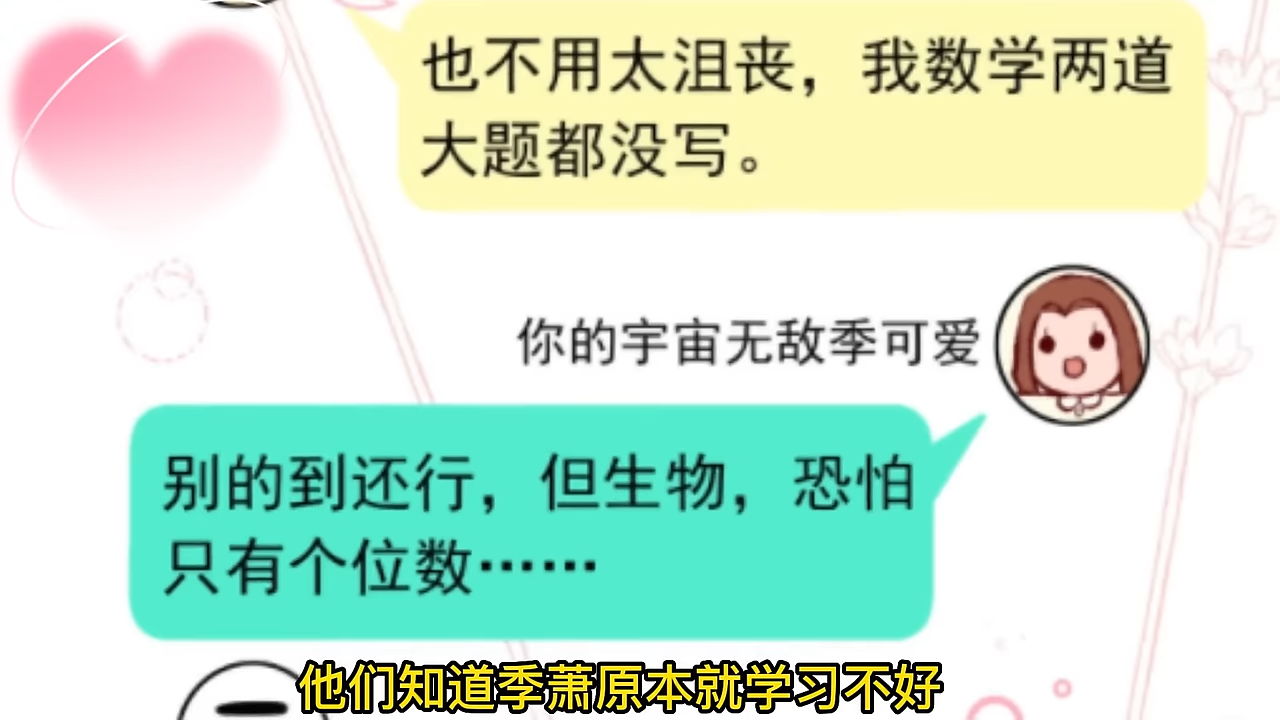 也不用太沮丧，我数学两道
大题都没写。
你的宇宙无敌季可爱
别的到还行，但生物，恐怕
只有个位数……
他们知道季萧原本就学习不好